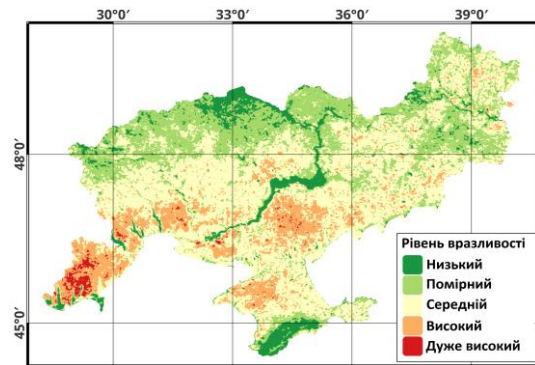 30°0' 33°0' 36°0' 39°0'
48°0'
45°0'
Рівень вразливості
Низький
Помірний
Середній
Високий
Дуже високий